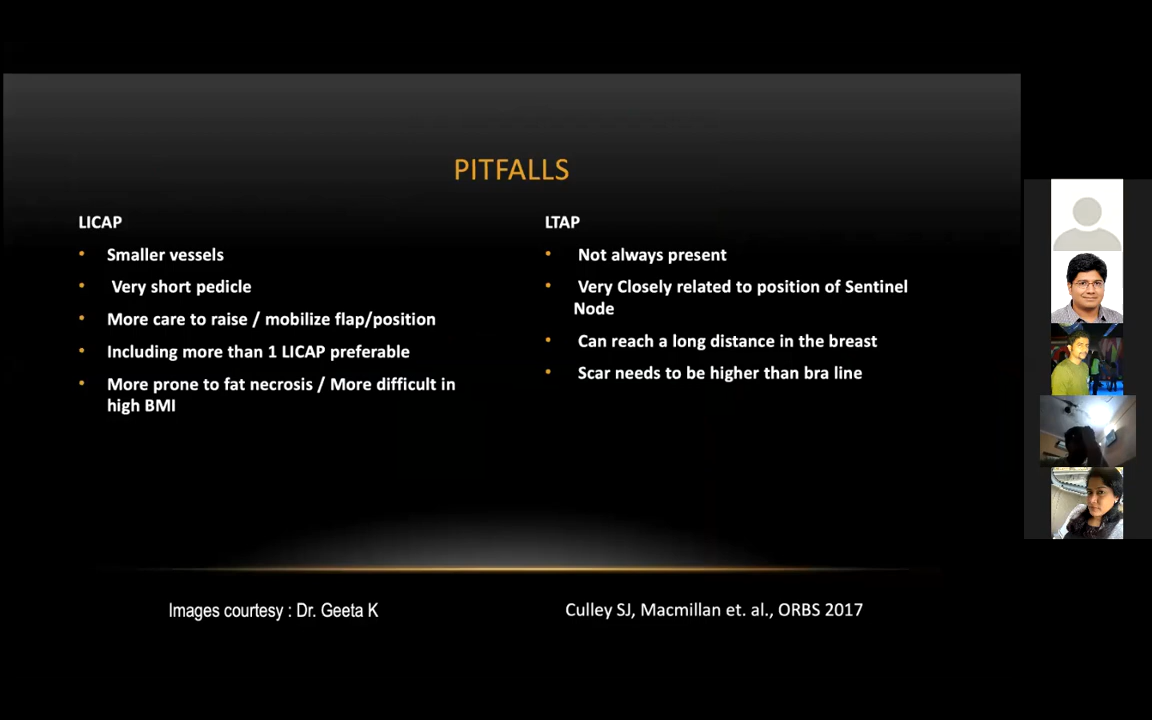 PITFALLS
LICAP
• Smaller vessels
• Very short pedicle
• More care to raise / mobilize flap/position
• Including more than 1 LICAP preferable
• More prone to fat necrosis / More difficult in
high BMI
LTAP
• Not always present
• Very Closely related to position of Sentinel
Node
• Can reach a long distance in the breast
• Scar needs to be higher than bra line
Images courtesy : Dr. Geeta K
Culley SJ, Macmillan et. al., ORBS 2017